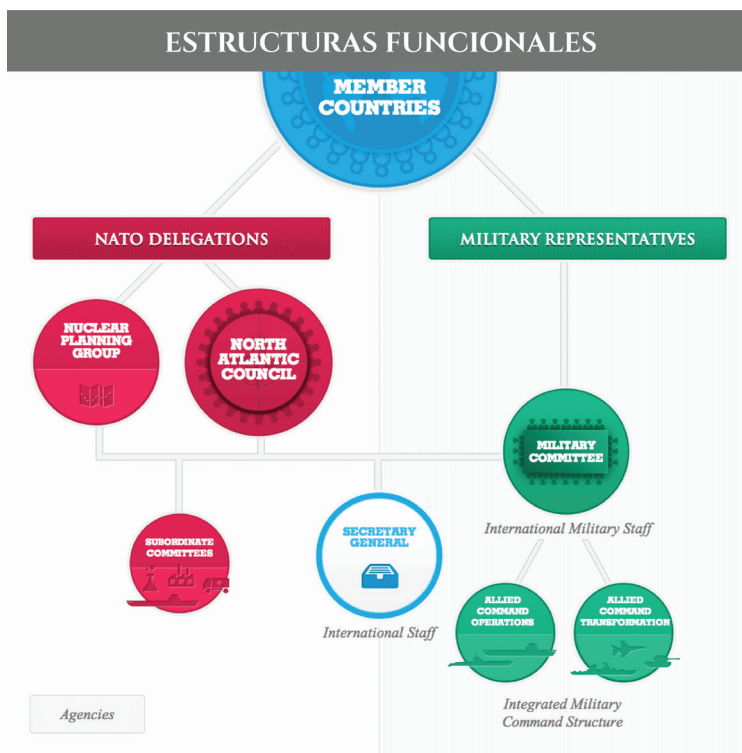 ESTRUCTURAS FUNCIONALES
MEMBER
COUNTRIES
NATO DELEGATIONS
MILITARY REPRESENTATIVES
NUCLEAR
PLANNING
GROUP
NORTH
ATLANTIC
COUNCIL
MILITARY
COMMITTEE
International Military Staff
SUBORDINATE
COMMITTEES
SECRETARY
GENERAL
International Staff
ALLIED
COMMAND
OPERATIONS
ALLIED
COMMAND
TRANSFORMATION
Integrated Military
Command Structure
Agencies